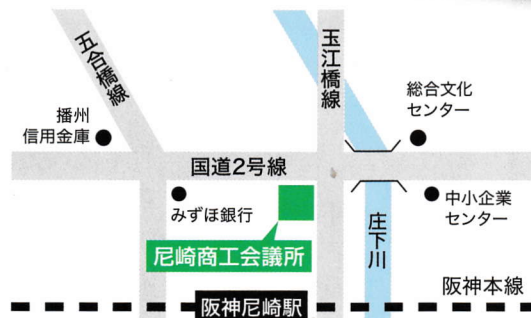 五合橋線
玉江橋線
総合文化
センター
播州
信用金庫
国道2号線
みずほ銀行
中小企業
センター
尼崎商工会議所
庄下川
阪神本線
阪神尼崎駅